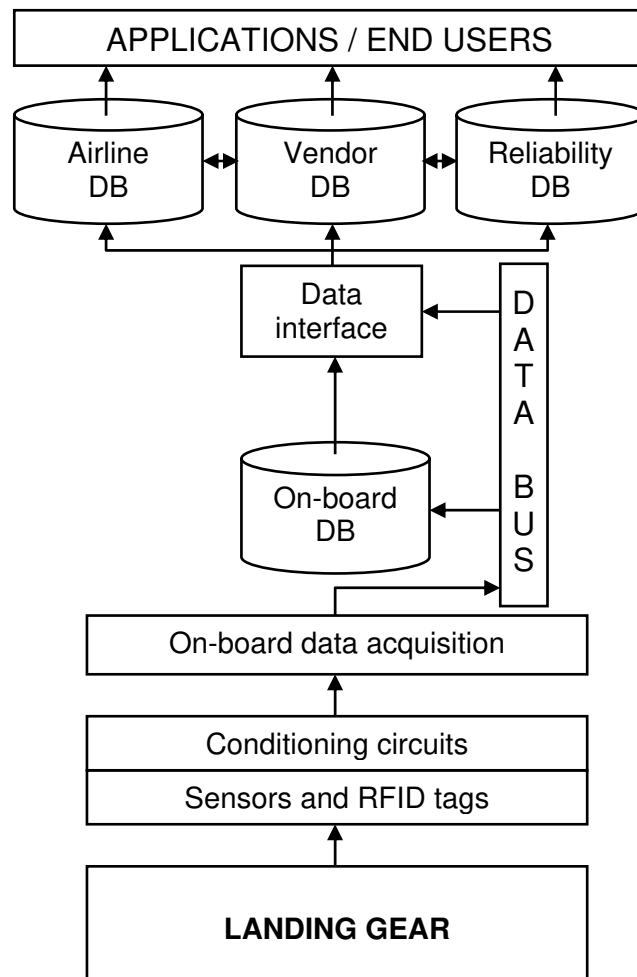 APPLICATIONS / END USERS
Airline
DB
Vendor
DB
Reliability
DB
Data
interface
D
A
T
A
B
U
S
On-board
DB
On-board data acquisition
Conditioning circuits
Sensors and RFID tags
LANDING GEAR